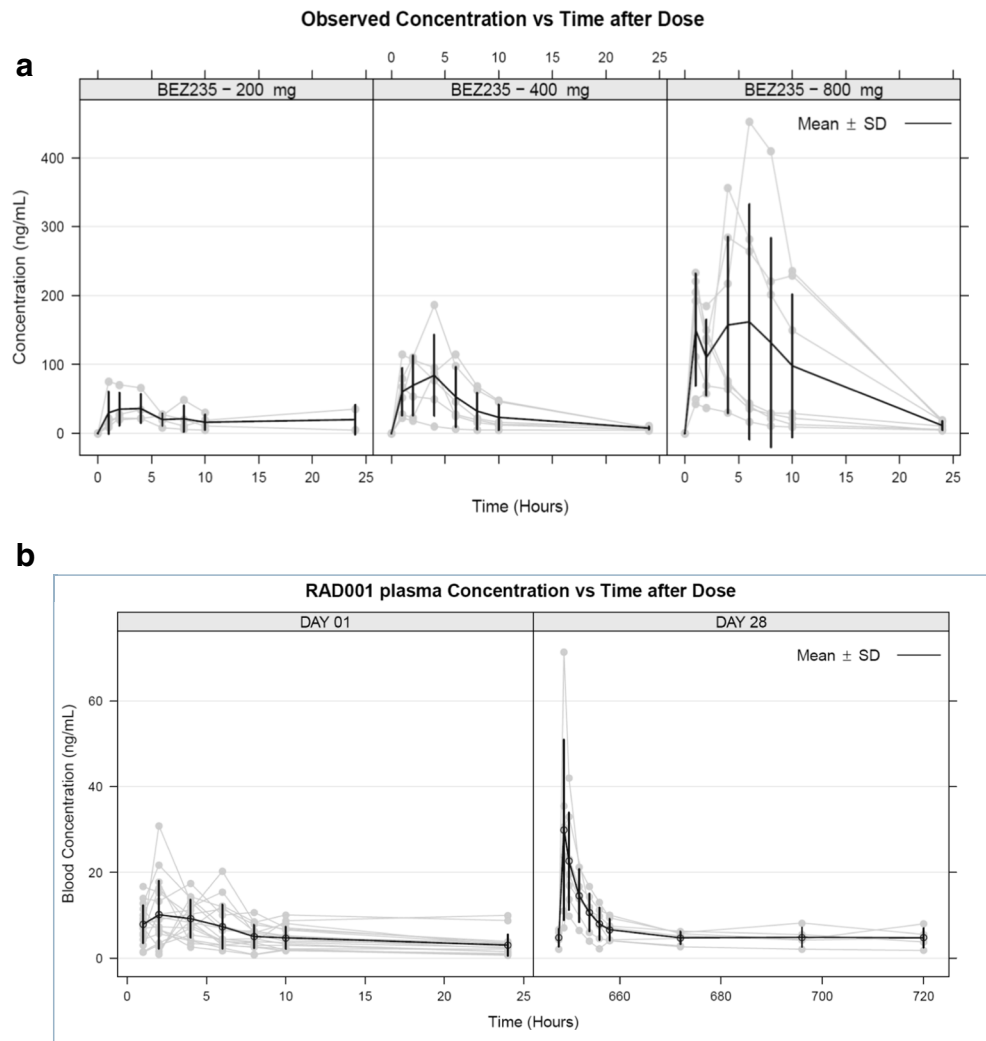 Observed Concentration vs Time after Dose
a
0 5 10 15 20 25
BEZ235 − 200 mg BEZ235 − 400 mg BEZ235 − 800 mg
Mean ± SD
400
300
200
100
0
Concentration (ng/mL)
0 5 10 15 20 25 0 5 10 15 20 25
Time (Hours)
b
RAD001 plasma Concentration vs Time after Dose
DAY 01 DAY 28
Mean ± SD
60
40
20
0
Blood Concentration (ng/mL)
0 5 10 15 20 25 660 680 700 720
Time (Hours)